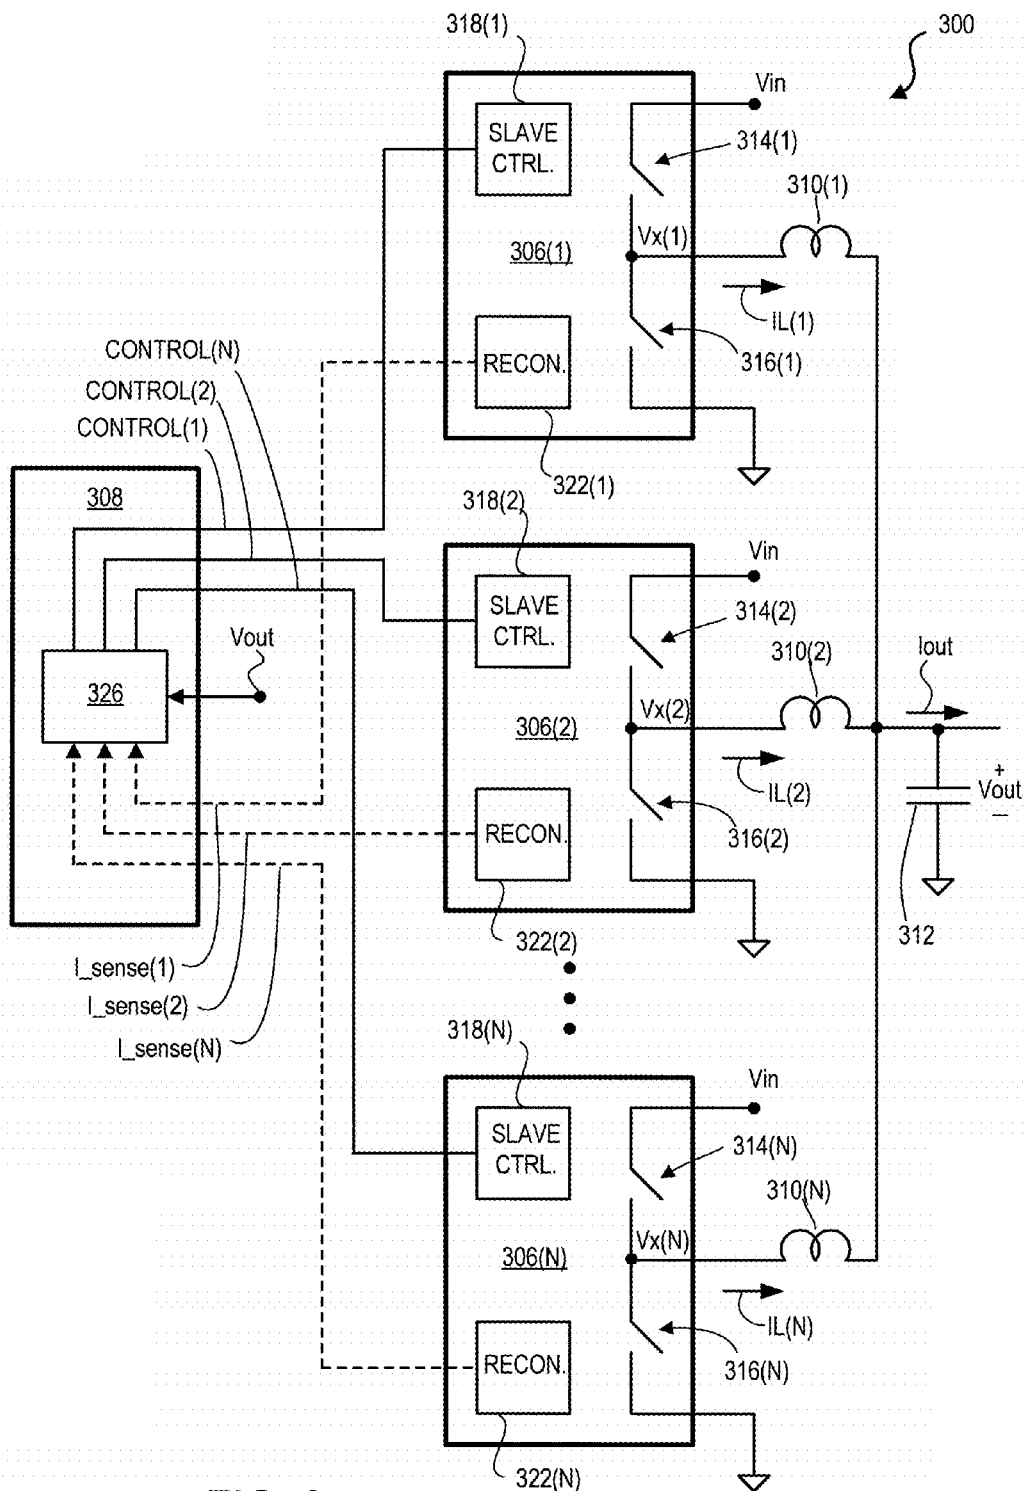 318(1)
300
Vin
SLAVE
CTRL.
314(1)
310(1)
Vx(1)
306(1)
IL(1)
316(1)
RECON.
CONTROL(N)
CONTROL(2)
CONTROL(1)
322(1)
308
318(2)
Vin
SLAVE
CTRL.
314(2)
310(2)
Iout
Vout
326
Vx(2)
306(2)
IL(2)
+
Vout
—
316(2)
RECON.
312
322(2)
I_sense(1)
I_sense(2)
I_sense(N)
318(N)
Vin
SLAVE
CTRL.
314(N)
310(N)
Vx(N)
306(N)
IL(N)
316(N)
RECON.
322(N)